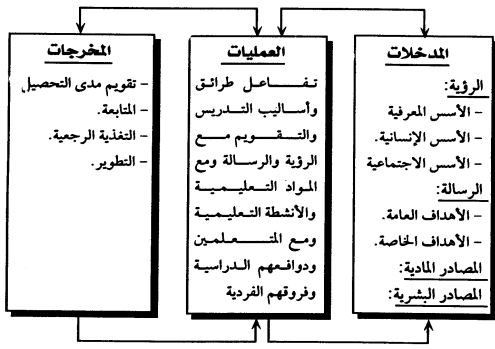 المدخلات
الرؤية:
– الأسس المعرفية
– الأسس الإنسانية.
– الأسس الاجتماعية
الرسالة:
– الأهداف العامة.
– الأهداف الخاصة.
المصادر المادية:
المصادر البشرية:
العمليات
تفاعل طرائق
وأساليب التدريس
والتقويم مع
الرؤية والرسالة ومع
المواد التعليمية
والأنشطة التعليمية
ومع المتعلمين
ودوافعهم الدراسية
وفروقهم الفردية
المخرجات
– تقويم مدى التحصيل
– المتابعة.
– التغذية الرجعية.
– التطوير.